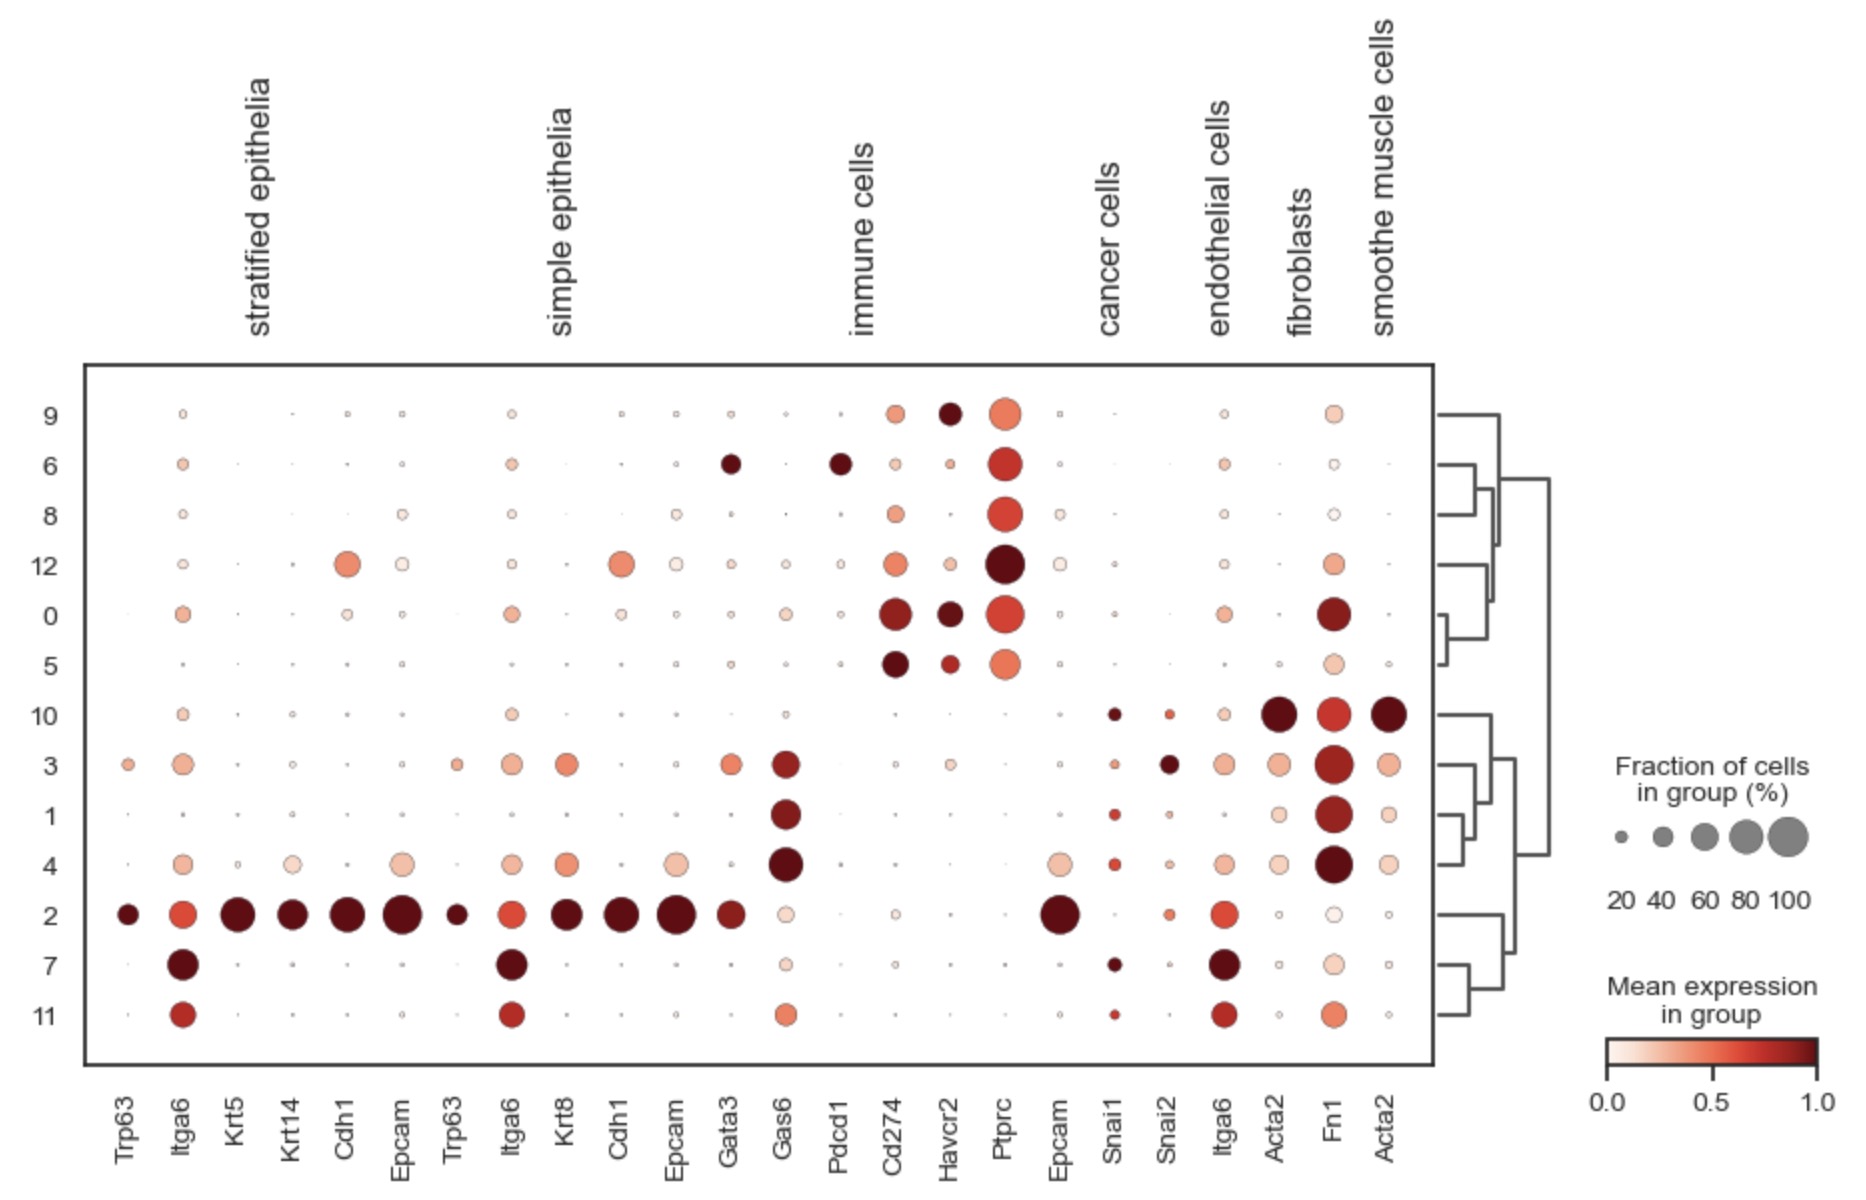 stratified epithelia
simple epithelia
immune cells
cancer cells
endothelial cells
fibroblasts
smoothe muscle cells
9
6
8
12
0
5
10
3
1
4
2
7
11
Trp63
Itga6
Krt5
Krt14
Cdh1
Epcam
Trp63
Itga6
Krt8
Cdh1
Epcam
Gata3
Gas6
Pdcd1
Cd274
Havcr2
Ptprc
Epcam
Snai1
Snai2
Itga6
Acta2
Fn1
Acta2
Fraction of cells
in group (%)
20 40 60 80 100
Mean expression
in group
0.0 0.5 1.0